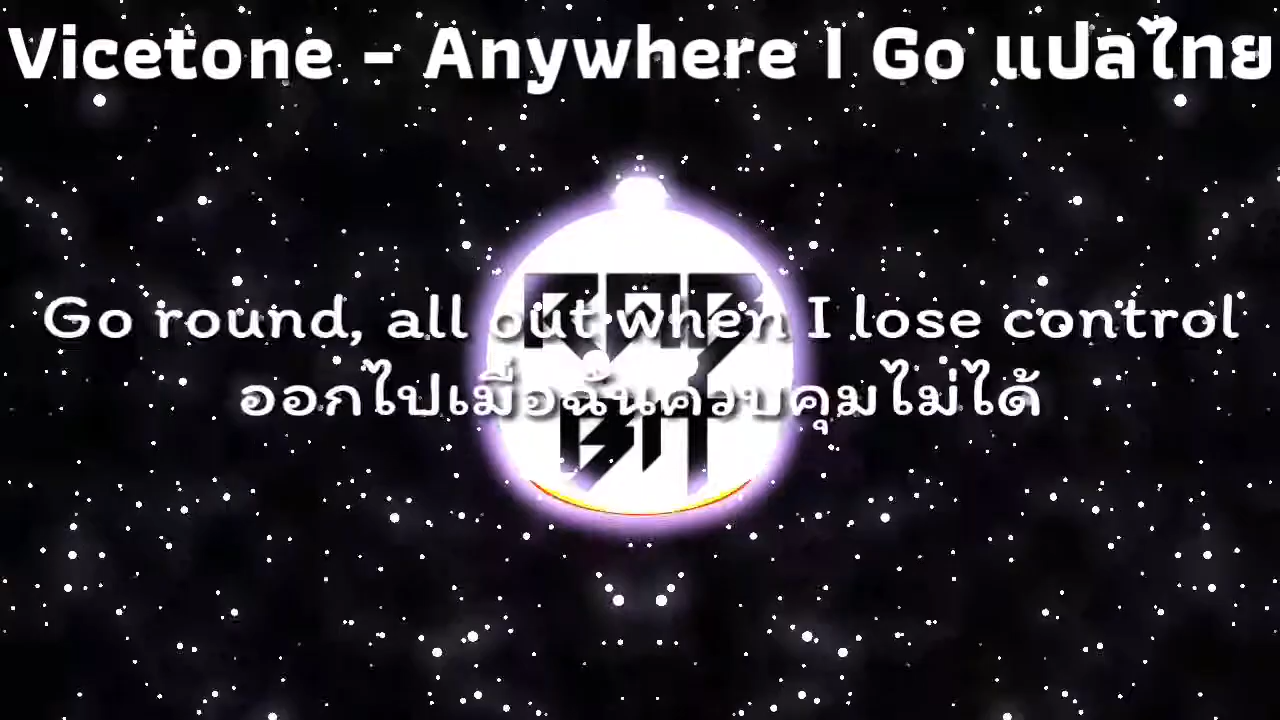 Vicetone - Anywhere I Go แปลไทย
Go round, all out when I lose control
ออกไปเมื่อฉันควบคุมไม่ได้
BIT